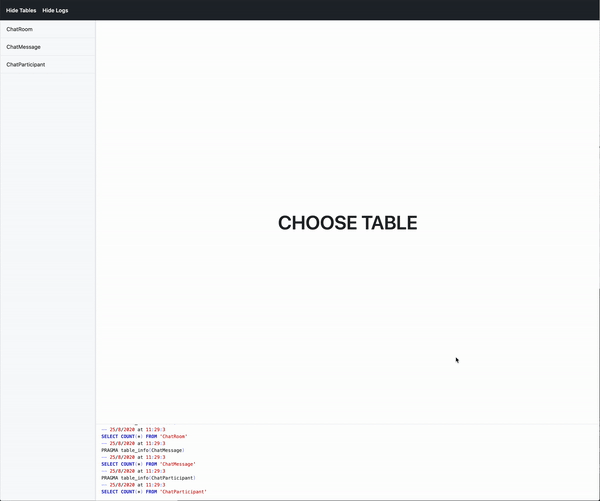 Hide Tables Hide Logs
ChatRoom
ChatMessage
ChatParticipant
CHOOSE TABLE
-- 25/8/2020 at 11:29:3
SELECT COUNT(*) FROM 'ChatRoom'
-- 25/8/2020 at 11:29:3
PRAGMA table_info(ChatMessage)
-- 25/8/2020 at 11:29:3
SELECT COUNT(*) FROM 'ChatMessage'
-- 25/8/2020 at 11:29:3
PRAGMA table_info(ChatParticipant)
-- 25/8/2020 at 11:29:3
SELECT COUNT(*) FROM 'ChatParticipant'